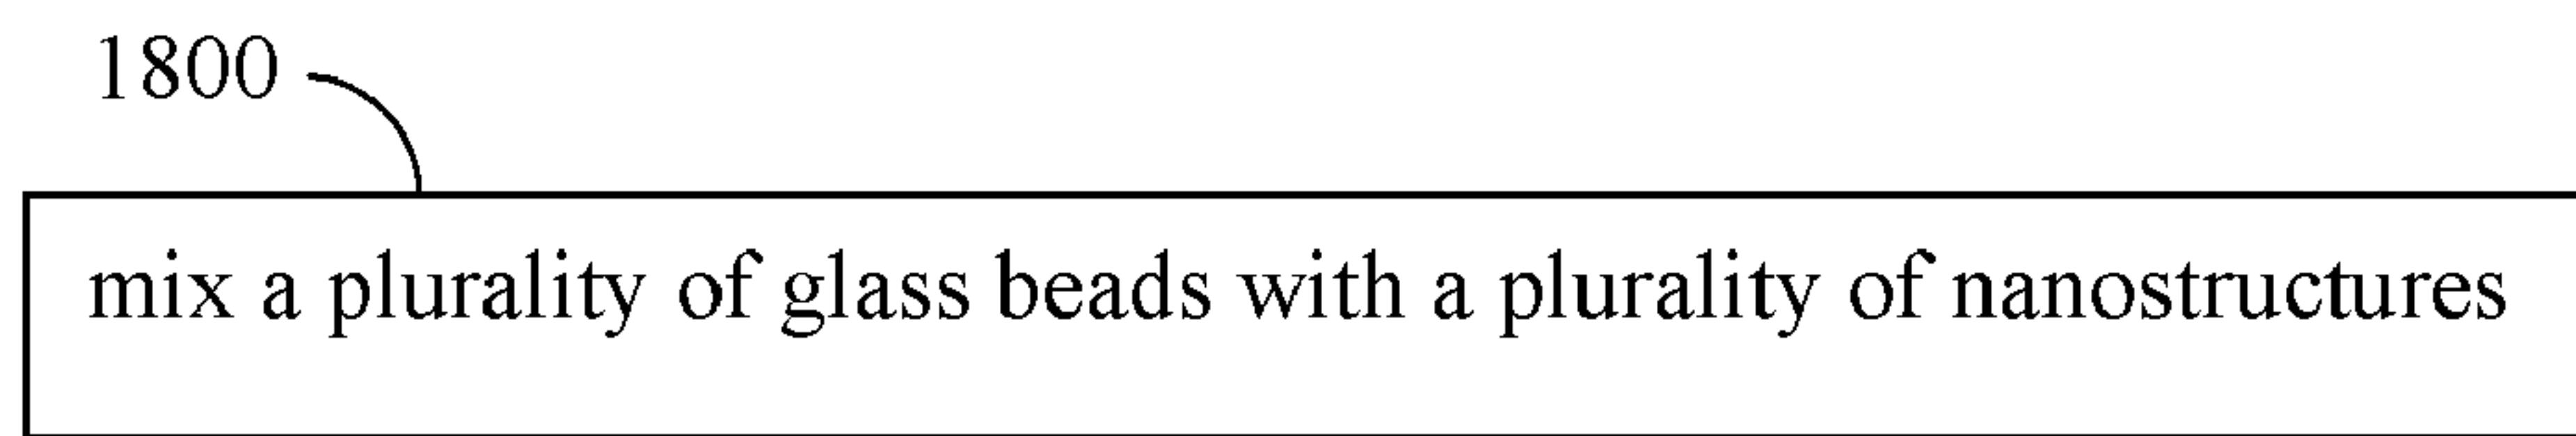 1800
mix a plurality of glass beads with a plurality of nanostructures